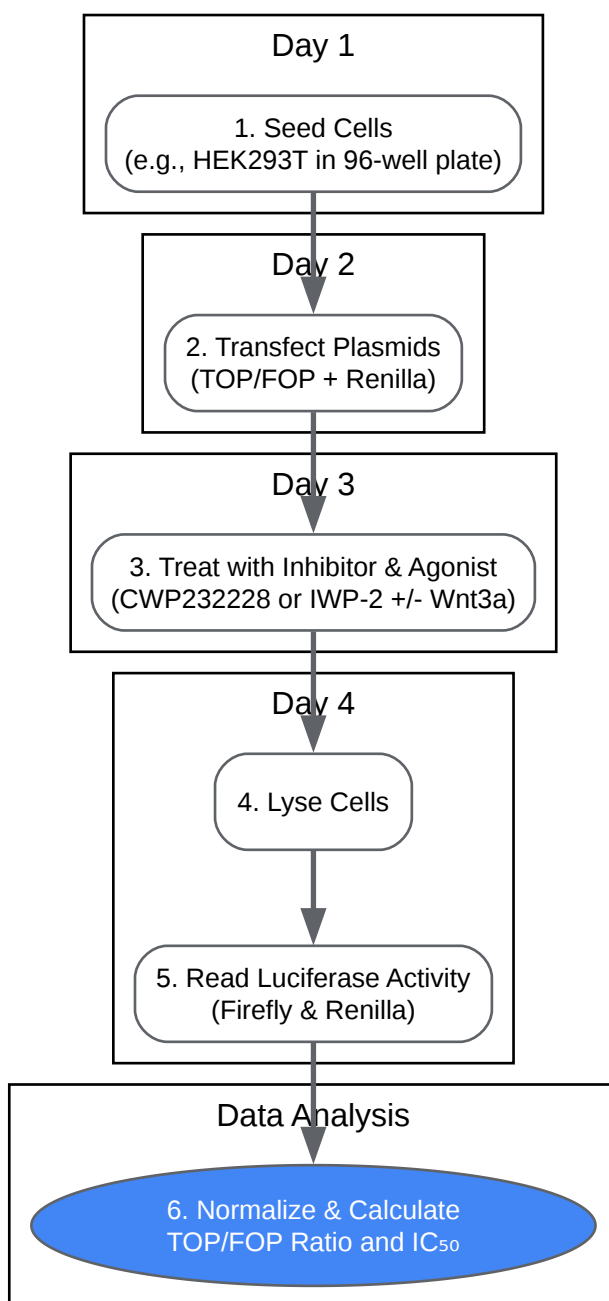 Day 1
1. Seed Cells
(e.g., HEK293T in 96-well plate)
Day 2
2. Transfect Plasmids
(TOP/FOP + Renilla)
Day 3
3. Treat with Inhibitor & Agonist
(CWP232228 or IWP-2 +/- Wnt3a)
Day 4
4. Lyse Cells
5. Read Luciferase Activity
(Firefly & Renilla)
Data Analysis
6. Normalize & Calculate
TOP/FOP Ratio and IC₅₀